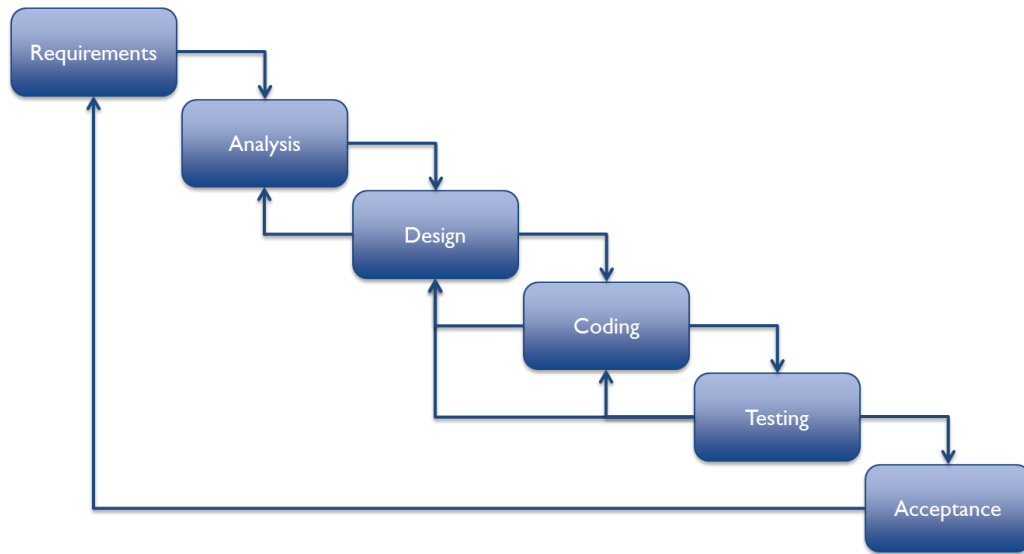 Requirements
Analysis
Design
Coding
Testing
Acceptance